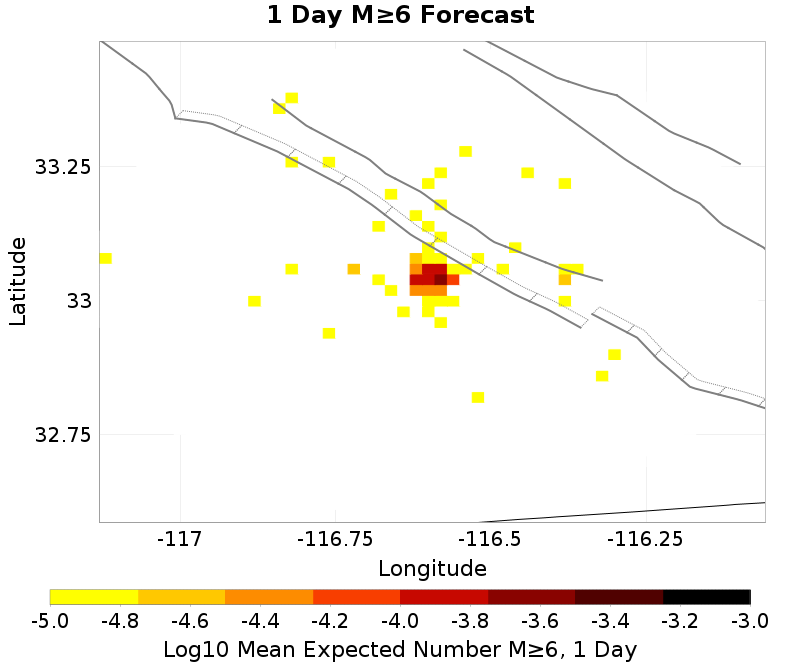 1 Day M≥6 Forecast
33.25
33
32.75
Latitude
-117 -116.75 -116.5 -116.25
Longitude
-5.0 -4.8 -4.6 -4.4 -4.2 -4.0 -3.8 -3.6 -3.4 -3.2 -3.0
Log10 Mean Expected Number M≥6, 1 Day